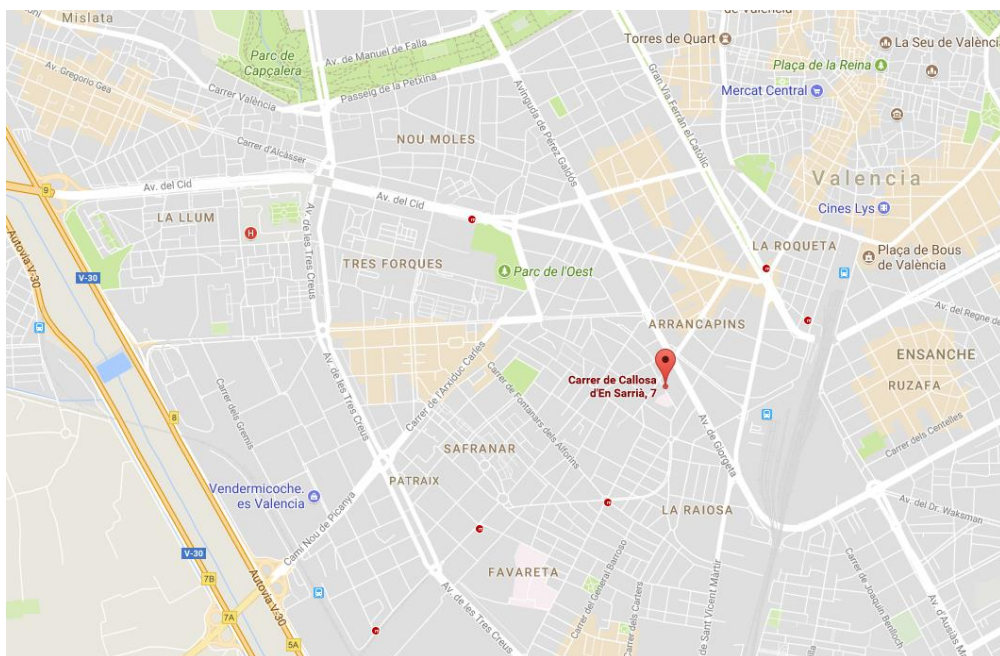 Mislata
de València
Torres de Quart
La Seu de Valènci
Parc de
Capçalera
Av. de Manuel de Falla
Plaça de la Reina
Av. Gregorio Gea
Carrer València
Passeig de la Petxina
Avinguda de Pérez Galdós
Gran Via Ferràn el Catòlic
Mercat Central
NOU MOLES
Carrer d'Alcàsser
Valencia
9
Av. del Cid
Av. del Cid
Cines Lys
LA LLUM
Av. de les Tres Creus
H
LA ROQUETA
Plaça de Bous
de València
Autovia V-30
V-30
TRES FORQUES
Parc de l'Oest
Av. del Regne de
ARRANCAPINS
ENSANCHE
RUZAFA
Av. de les Tres Creus
Carrer de l'Arxiduc Carles
Carrer de Fontanars dels Alforins
Carrer de Callosa
d'En Sarrià, 7
Carrer dels Gremis
8
Av. de Giorgeta
Carrer dels Centelles
SAFRANAR
PATRAIX
Vendermicoche.
es Valencia
Av. del Dr. Waksman
LA RAIOSA
Camí Nou de Picanya
V-30
FAVARETA
7B
Autovia V-30
Av. de les Tres Creus
Carrer del General Barroso
Carrer dels Carters
de Sant Vicent Màrtir
Carrer de Joaquín Benlloch
Av. d'Ausiàs M
7A
5A